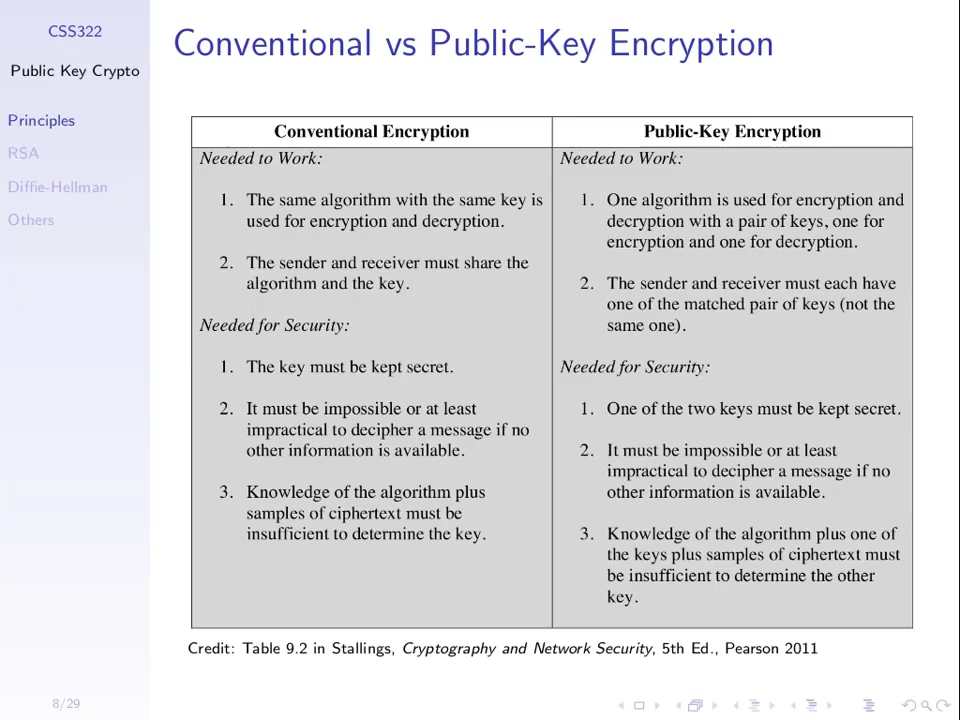 CSS322
Public Key Crypto
Principles
RSA
Diffie-Hellman
Others
Conventional vs Public-Key Encryption
Conventional Encryption
Needed to Work:
1. The same algorithm with the same key is
used for encryption and decryption.
2. The sender and receiver must share the
algorithm and the key.
Needed for Security:
1. The key must be kept secret.
2. It must be impossible or at least
impractical to decipher a message if no
other information is available.
3. Knowledge of the algorithm plus
samples of ciphertext must be
insufficient to determine the key.
Public-Key Encryption
Needed to Work:
1. One algorithm is used for encryption and
decryption with a pair of keys, one for
encryption and one for decryption.
2. The sender and receiver must each have
one of the matched pair of keys (not the
same one).
Needed for Security:
1. One of the two keys must be kept secret.
2. It must be impossible or at least
impractical to decipher a message if no
other information is available.
3. Knowledge of the algorithm plus one of
the keys plus samples of ciphertext must
be insufficient to determine the other
key.
Credit: Table 9.2 in Stallings, Cryptography and Network Security, 5th Ed., Pearson 2011
8/29